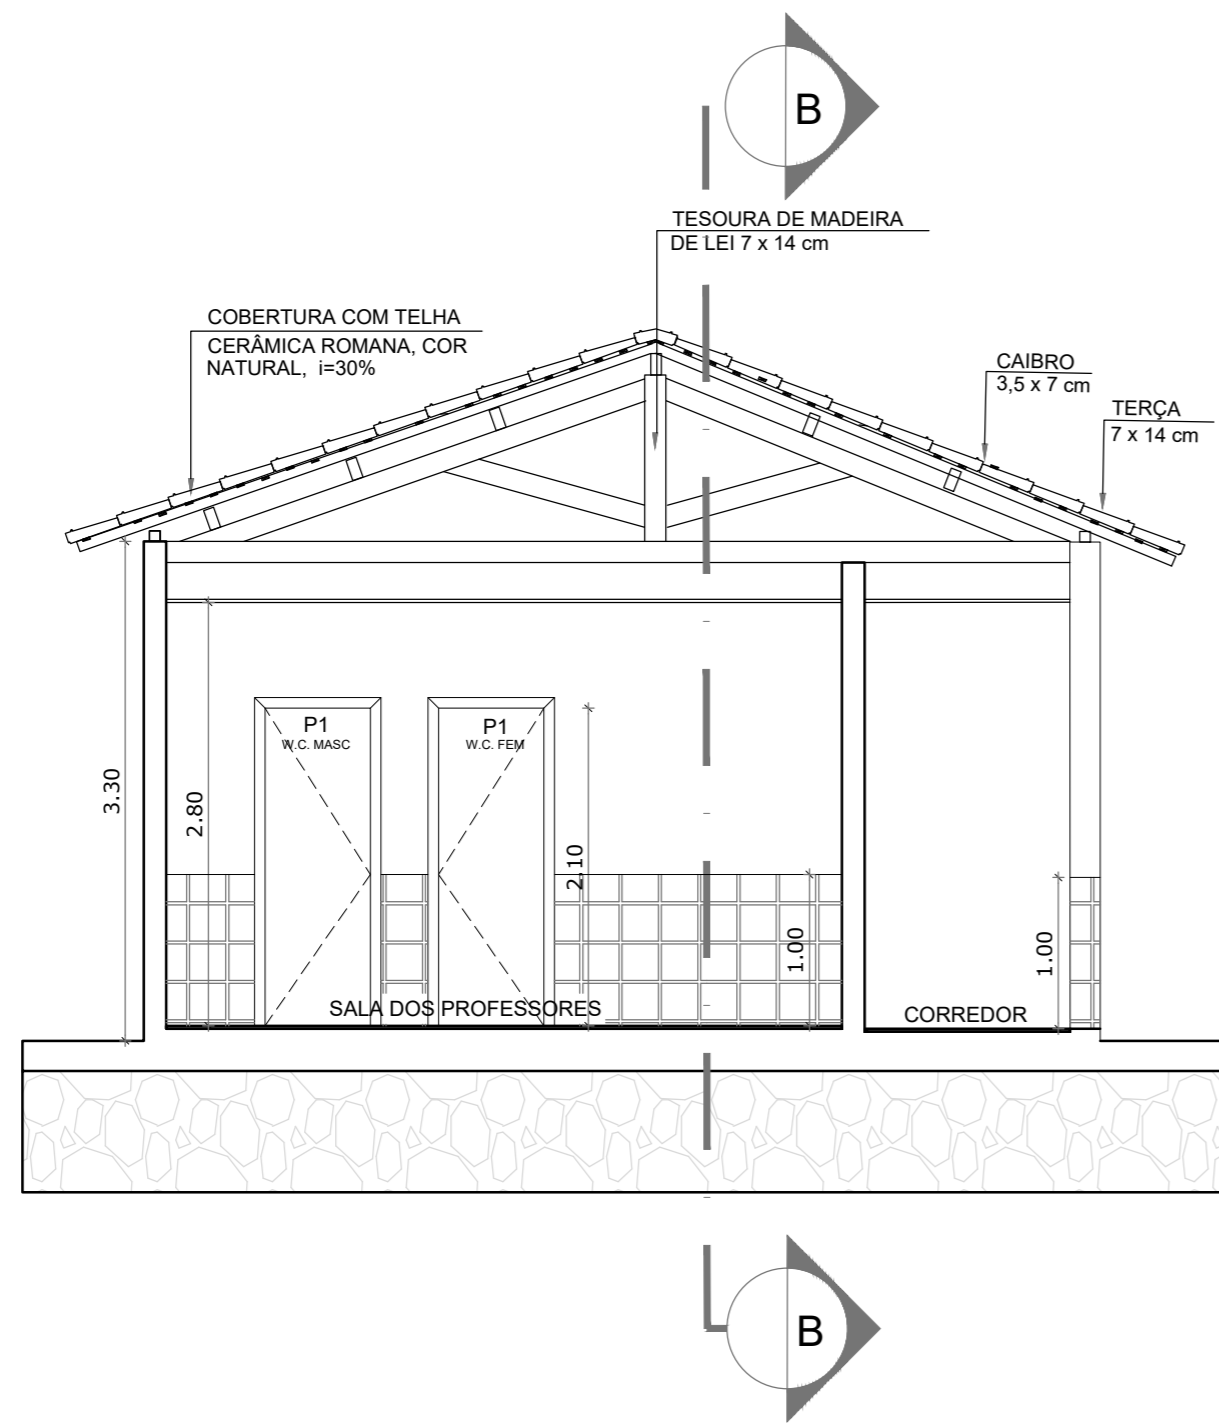 B
TESOURA DE MADEIRA
DE LEI 7 x 14 cm
COBERTURA COM TELHA
CERÂMICA ROMANA, COR
NATURAL, i=30%
CAIBRO
3,5 x 7 cm
TERÇA
7 x 14 cm
P1
W.C. MASC
P1
W.C. FEM
3.30
2.80
2.10
1.00
1.00
SALA DOS PROFESSORES
CORREDOR
B